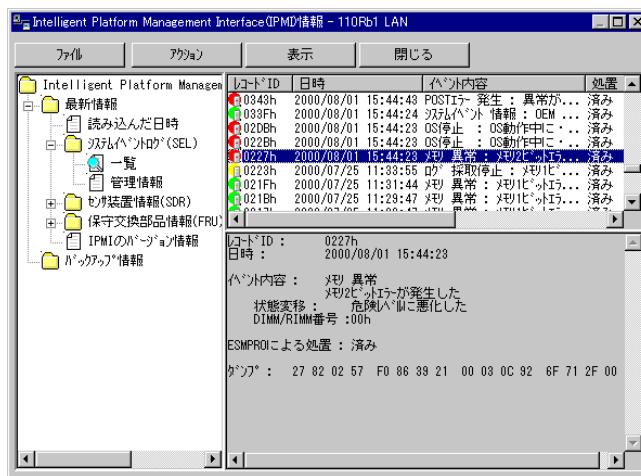 Intelligent Platform Management Interface(IPMI)情報 - 110Rb1 LAN
ﾌｧｲﾙ
ｱｸｼｮﾝ
表示
閉じる
Intelligent Platform Managem
最新情報
読み込んだ日時
ｼｽﾃﾑｲﾍﾞﾝﾄﾛｸﾞ(SEL)
一覧
管理情報
ｾﾝｻ装置情報(SDR)
保守交換部品情報(FRU)
IPMIのﾊﾞｰｼﾞｮﾝ情報
ﾊﾞｯｸｱｯﾌﾟ情報
ﾚｺｰﾄﾞID 日時 ｲﾍﾞﾝﾄ内容 処置
0343h 2000/08/01 15:44:43 POSTｴﾗｰ 発生 : 異常が... 済み
033Fh 2000/08/01 15:44:24 ｼｽﾃﾑｲﾍﾞﾝﾄ 情報 : OEM ... 済み
02DBh 2000/08/01 15:44:23 OS停止 : OS動作中に・... 済み
022Bh 2000/08/01 15:44:23 OS停止 : OS動作中に・... 済み
0227h 2000/08/01 15:44:23 ﾒﾓﾘ 異常 : ﾒﾓﾘ2ﾋﾞｯﾄｴﾗ... 済み
0223h 2000/07/25 11:33:55 ﾛｸﾞ 採取停止 : ﾒﾓﾘ1ﾋﾞ... 済み
021Fh 2000/07/25 11:31:44 ﾒﾓﾘ 異常 : ﾒﾓﾘ1ﾋﾞｯﾄｴﾗ... 済み
021Bh 2000/07/25 11:29:47 ﾒﾓﾘ 異常 : ﾒﾓﾘ1ﾋﾞｯﾄｴﾗ... 済み
ﾚｺｰﾄﾞID : 0227h
日時 : 2000/08/01 15:44:23
ｲﾍﾞﾝﾄ内容 : ﾒﾓﾘ 異常
ﾒﾓﾘ2ﾋﾞｯﾄｴﾗｰが発生した
状態変移 : 危険ﾚﾍﾞﾙに悪化した
DIMM/RIMM番号 :00h
ESMPROによる処置 : 済み
ﾀﾞﾝﾌﾟ : 27 82 02 57 F0 86 39 21 00 03 0C 92 6F 71 2F 00